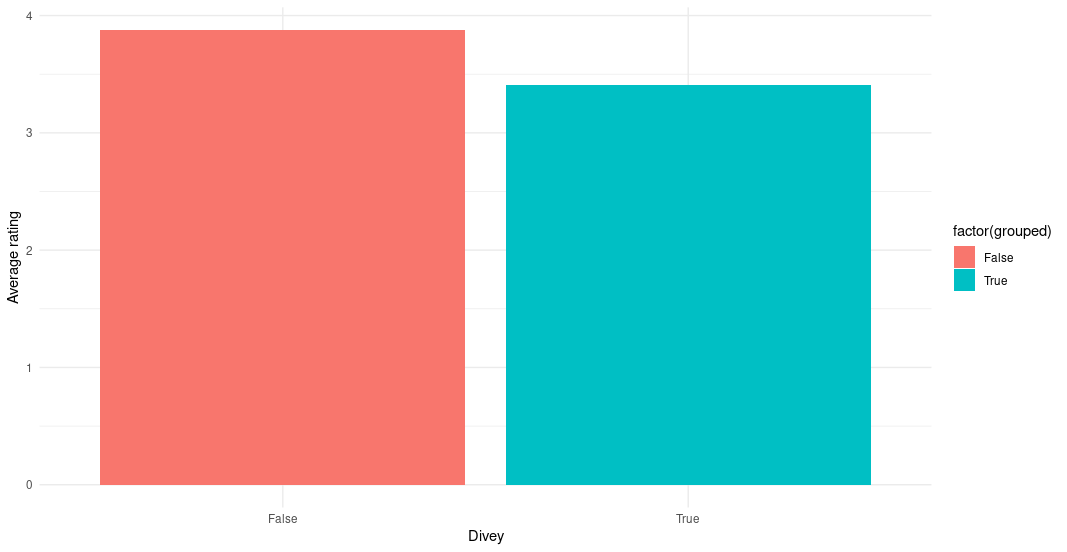 4
3
2
1
0
Average rating
False
True
Divey
factor(grouped)
False
True